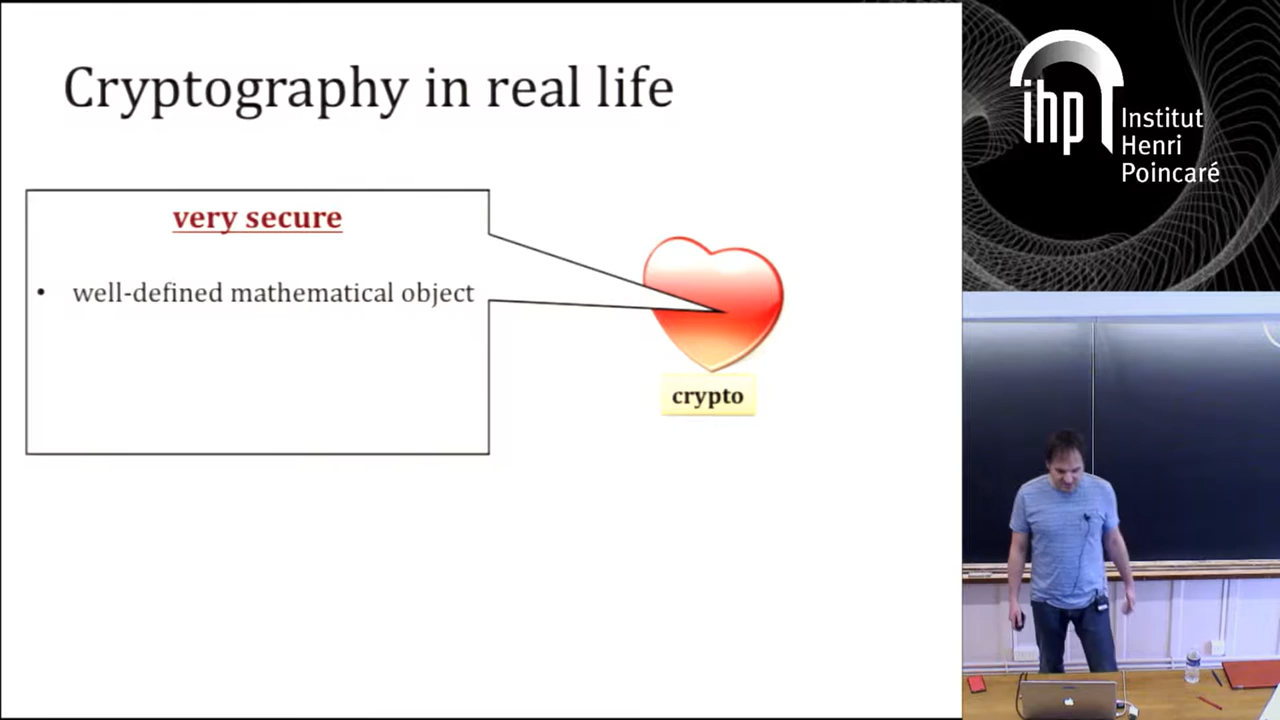 Cryptography in real life
very secure
• well-defined mathematical object
crypto
ihp
Institut
Henri
Poincaré